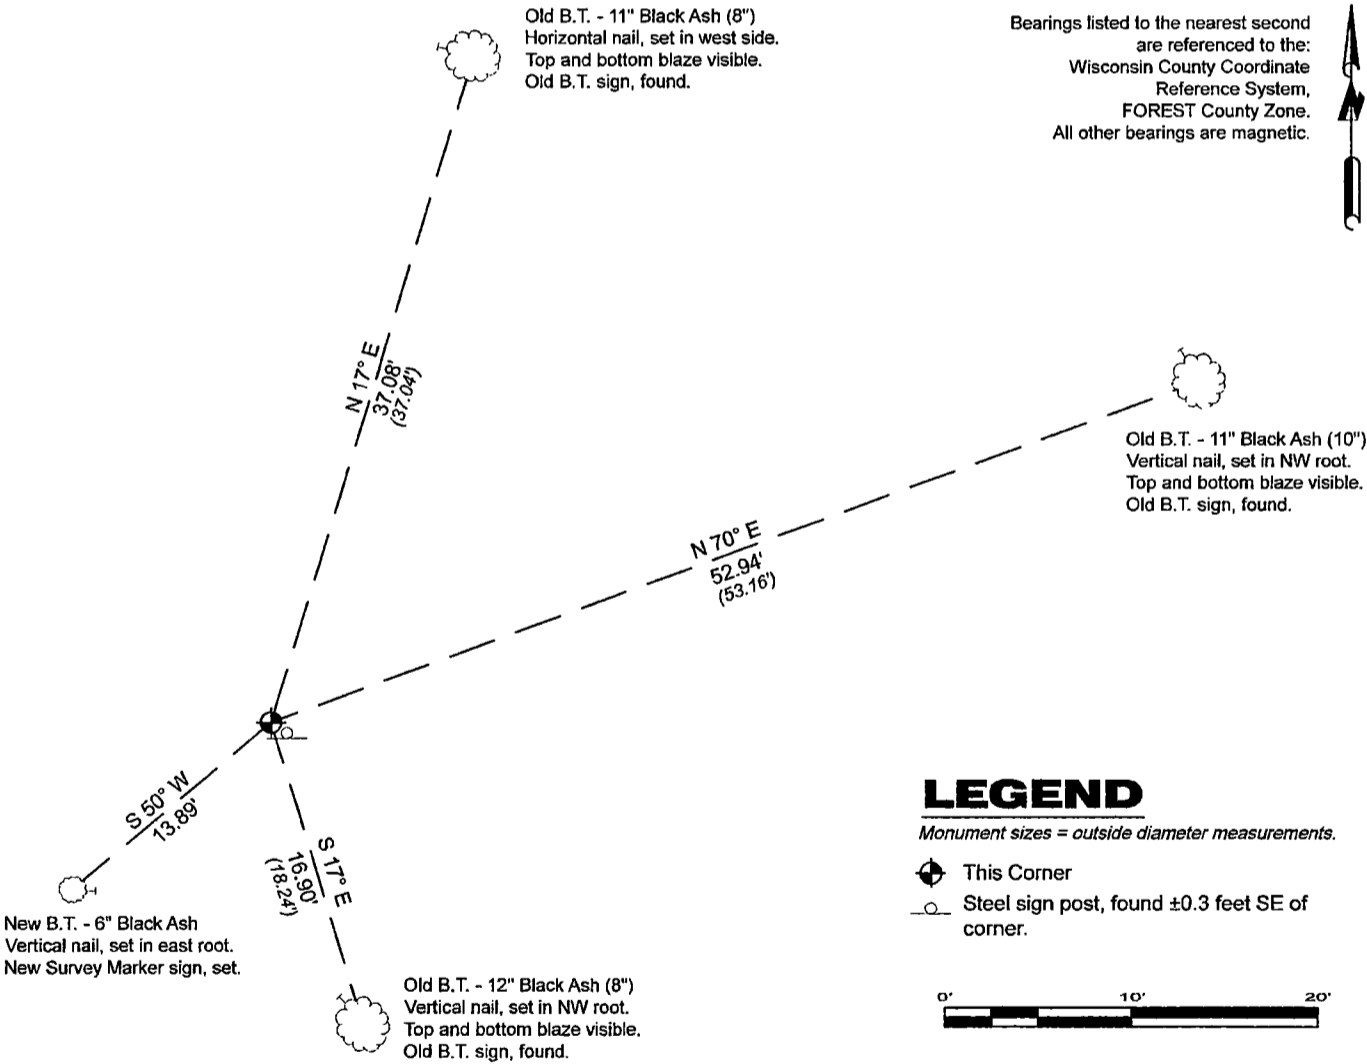 Old B.T. - 11" Black Ash (8")
Horizontal nail, set in west side.
Top and bottom blaze visible.
Old B.T. sign, found.
Bearings listed to the nearest second
are referenced to the:
Wisconsin County Coordinate
Reference System,
FOREST County Zone.
All other bearings are magnetic.
N 17° E
37.08'
(37.04')
Old B.T. - 11" Black Ash (10")
Vertical nail, set in NW root.
Top and bottom blaze visible.
Old B.T. sign, found.
N 70° E
52.94'
(53.16')
S 50° W
13.89'
S 17° E
16.90'
(18.24')
New B.T. - 6" Black Ash
Vertical nail, set in east root.
New Survey Marker sign, set.
Old B.T. - 12" Black Ash (8")
Vertical nail, set in NW root.
Top and bottom blaze visible.
Old B.T. sign, found.
LEGEND
Monument sizes = outside diameter measurements.
This Corner
Steel sign post, found ±0.3 feet SE of
corner.
0' 10' 20'